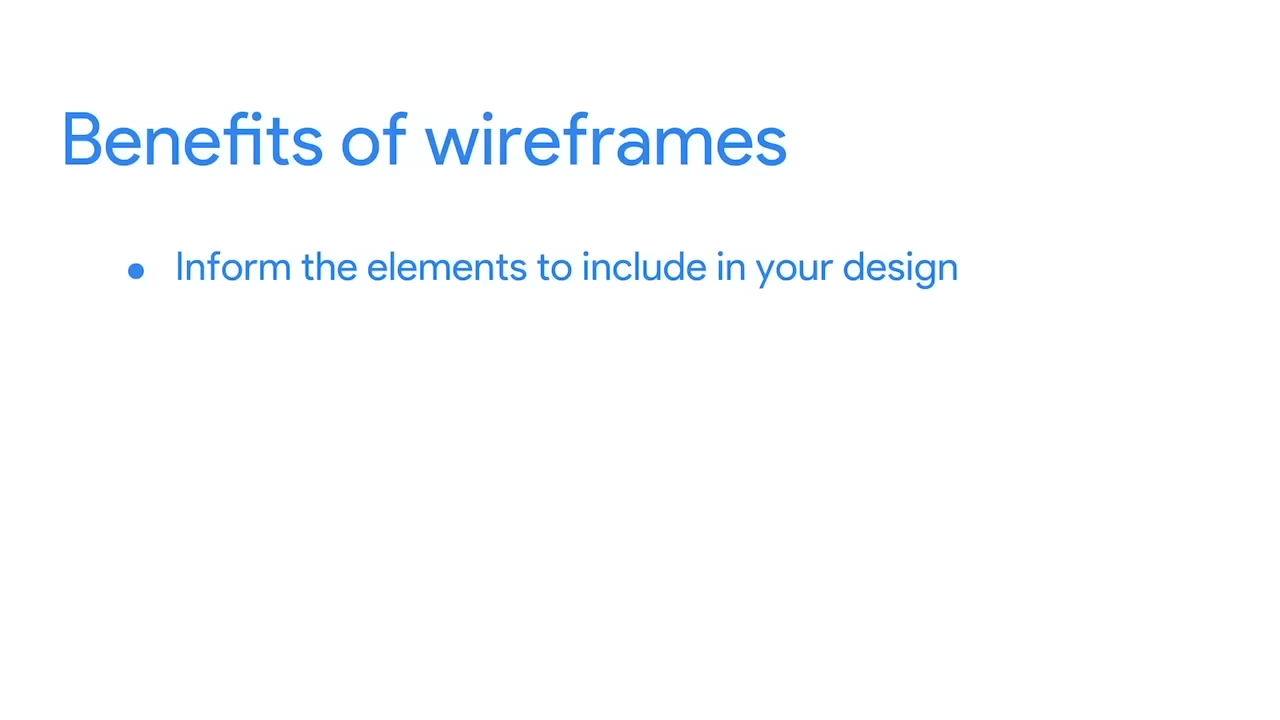 Benefits of wireframes
• Inform the elements to include in your design